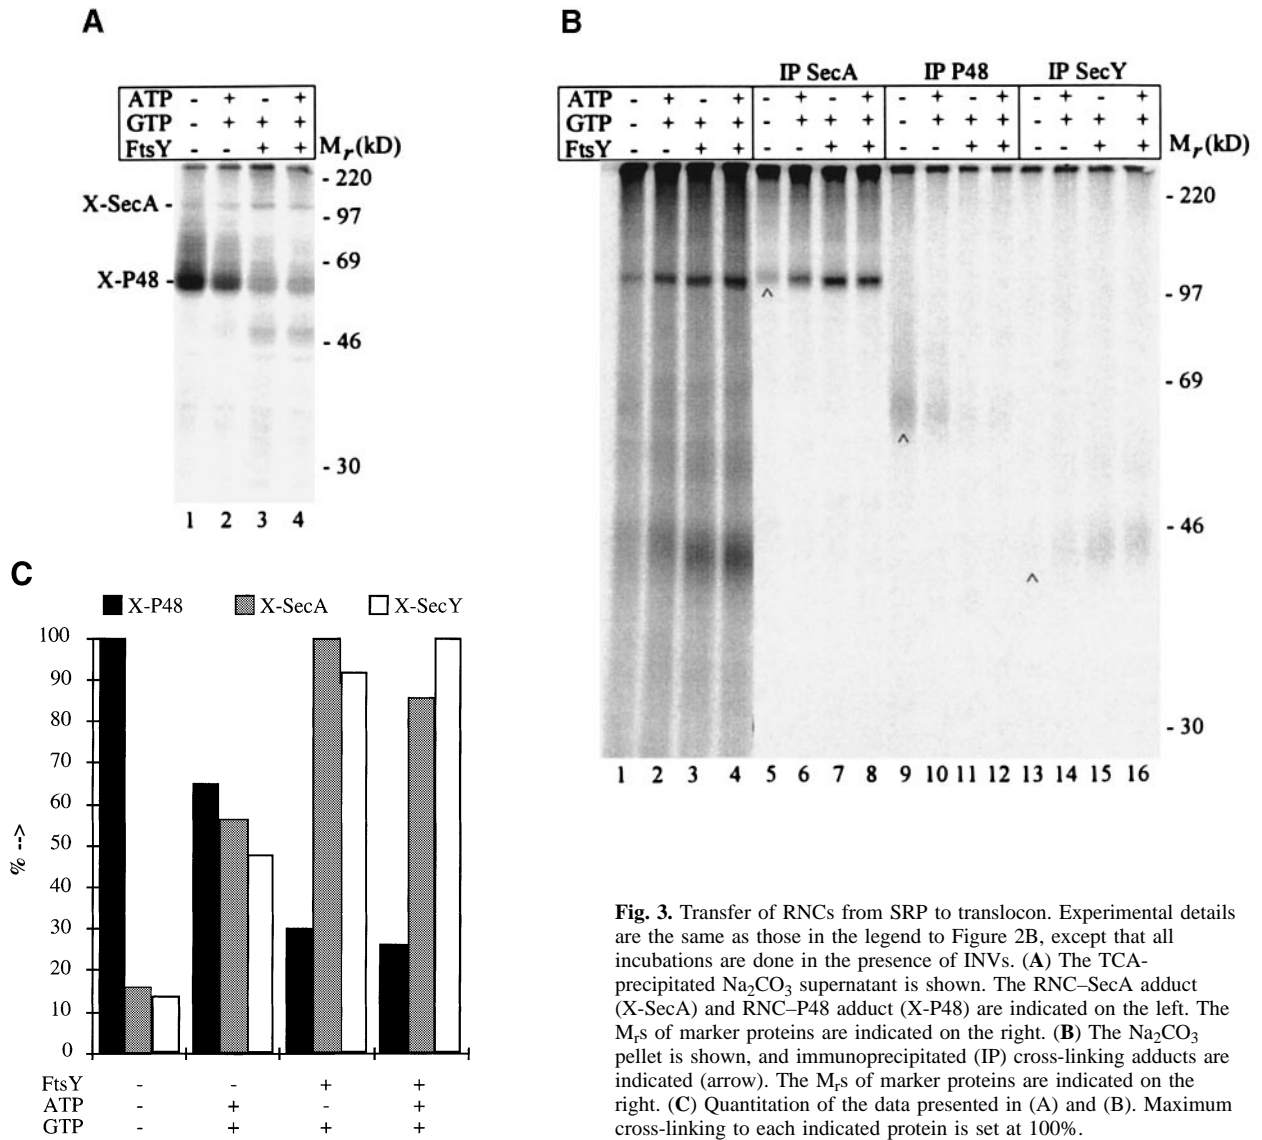 A
ATP - + - +
GTP - + + +
FtsY - - + +
Mr(kD)
X-SecA -
X-P48 -
- 220
- 97
- 69
- 46
- 30
1 2 3 4
B
IP SecA IP P48 IP SecY
ATP - + - + - + - + - + - + - + - +
GTP - + + + - + + + - + + + - + + +
FtsY - - + + - - + + - - + + - - + +
Mr(kD)
- 220
- 97
- 69
- 46
- 30
^ ^ ^
1 2 3 4 5 6 7 8 9 10 11 12 13 14 15 16
C
X-P48 X-SecA X-SecY
100
90
80
70
60
50
40
30
20
10
0
% -->
FtsY - - + +
ATP - + - +
GTP - + + +
Fig. 3. Transfer of RNCs from SRP to translocon. Experimental details
are the same as those in the legend to Figure 2B, except that all
incubations are done in the presence of INVs. (A) The TCA-
precipitated Na2CO3 supernatant is shown. The RNC–SecA adduct
(X-SecA) and RNC–P48 adduct (X-P48) are indicated on the left. The
Mrs of marker proteins are indicated on the right. (B) The Na2CO3
pellet is shown, and immunoprecipitated (IP) cross-linking adducts are
indicated (arrow). The Mrs of marker proteins are indicated on the
right. (C) Quantitation of the data presented in (A) and (B). Maximum
cross-linking to each indicated protein is set at 100%.